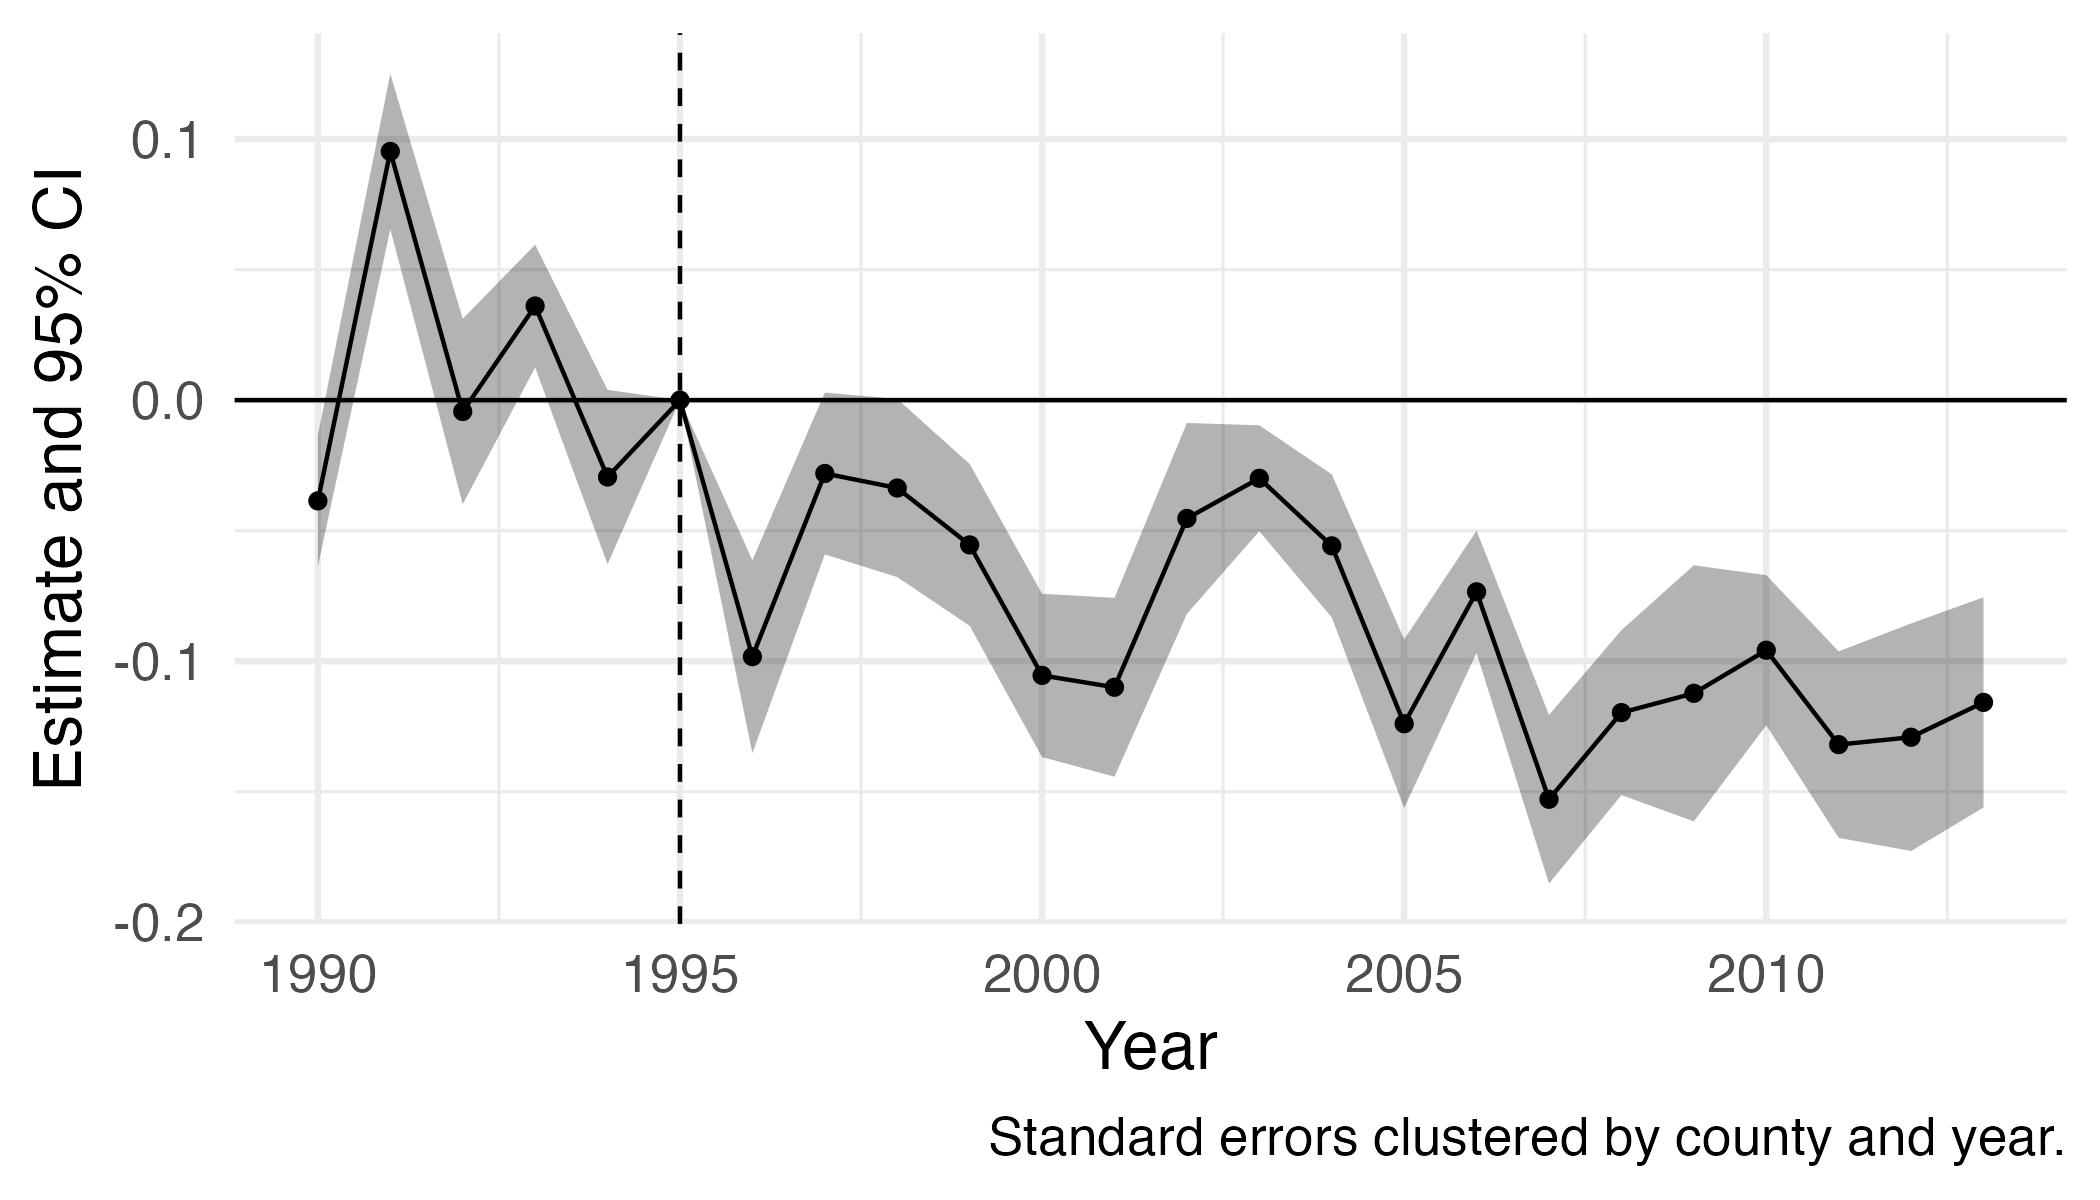 Estimate and 95% CI
0.1
0.0
-0.1
-0.2
1990 1995 2000 2005 2010
Year
Standard errors clustered by county and year.